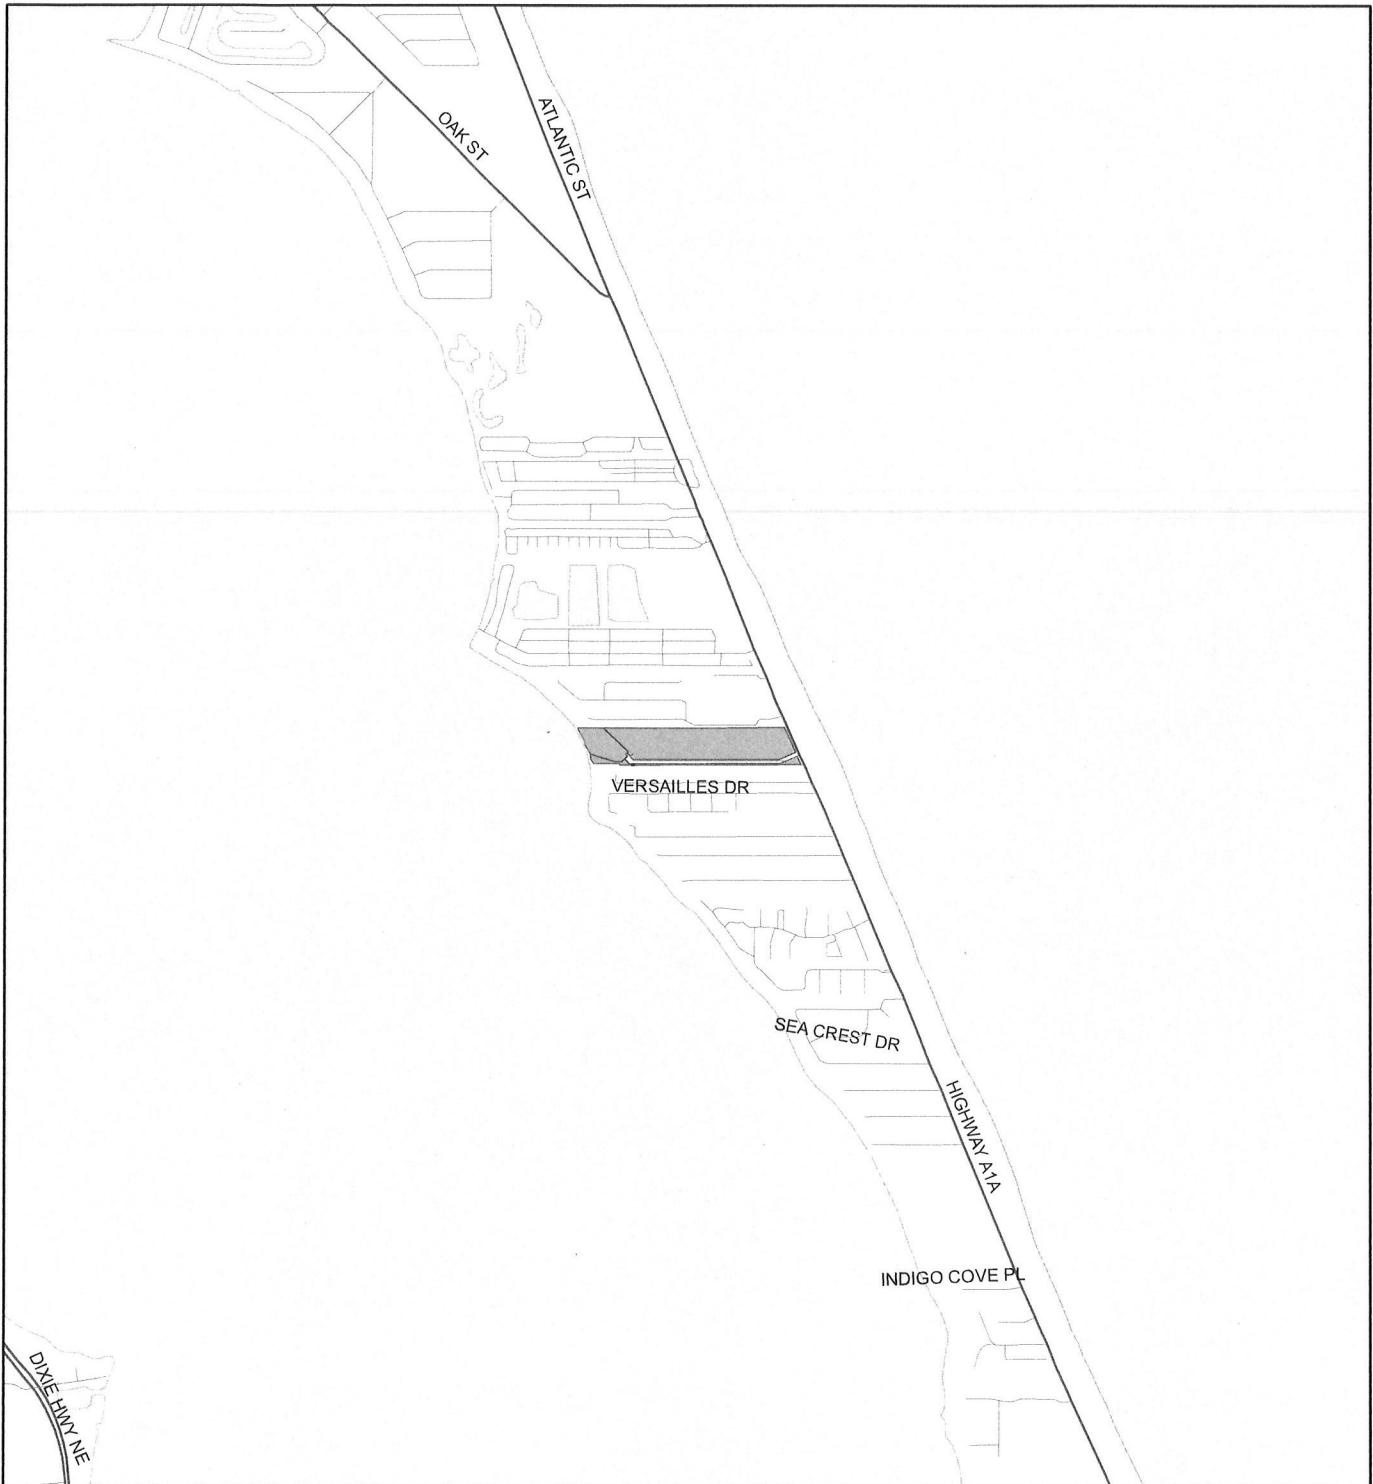 OAK ST
ATLANTIC ST
VERSAILLES DR
SEA CREST DR
HIGHWAY A1A
INDIGO COVE PL
DIXIE HWY NE